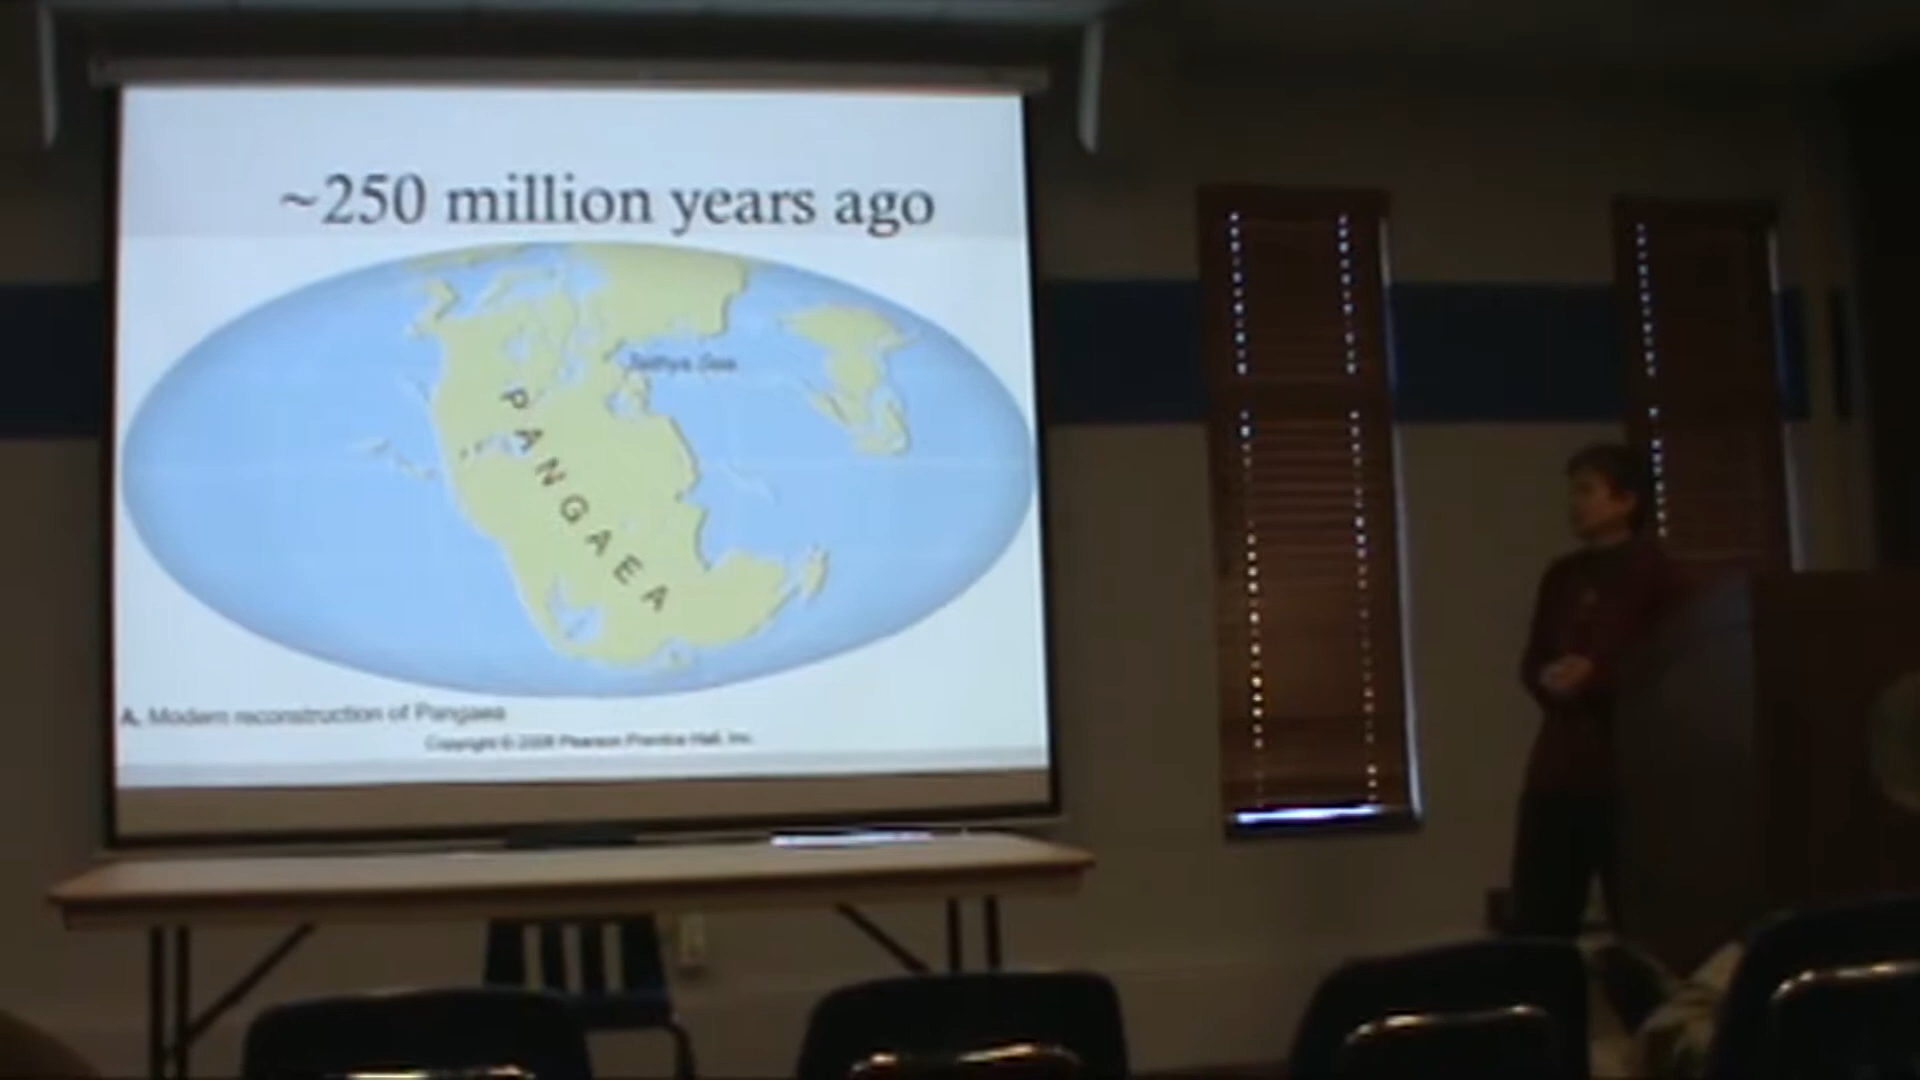 ~250 million years ago
Tethys Sea
PANGAEA
A. Modern reconstruction of Pangaea
Copyright © 2008 Pearson Prentice Hall, Inc.